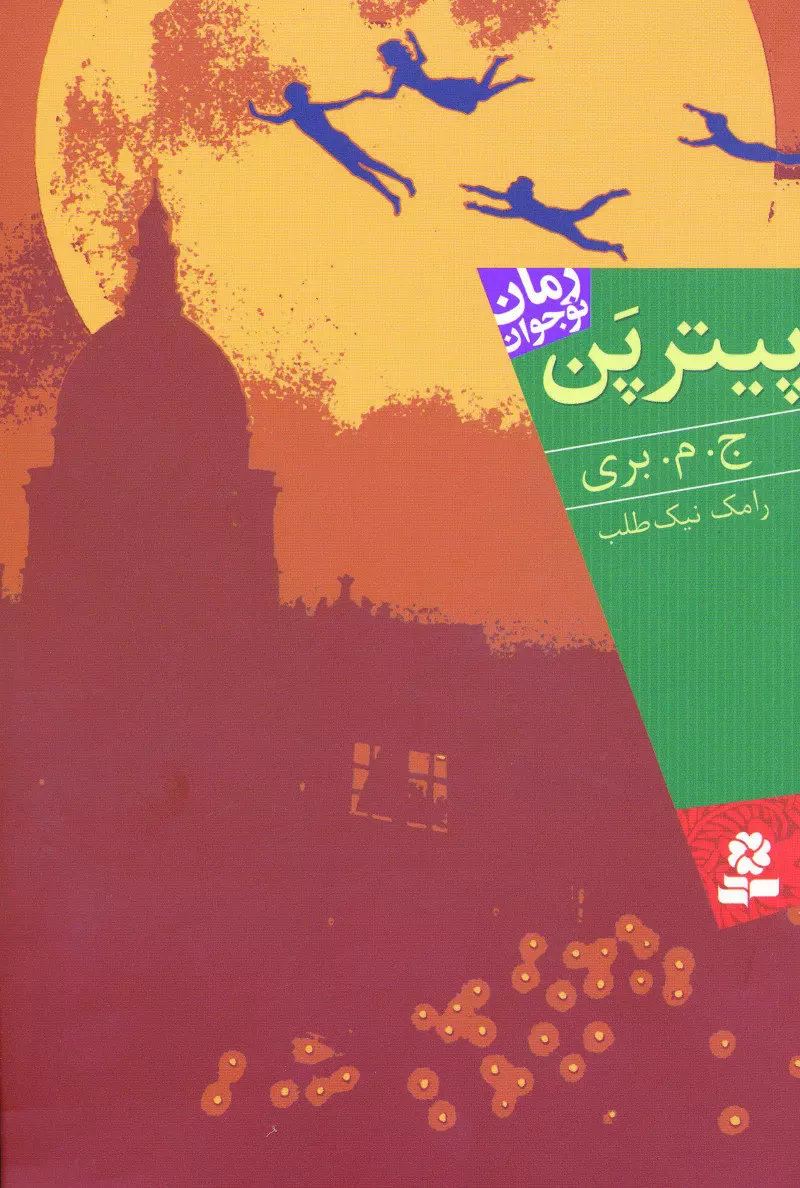 رمان
نوجوان
پیتر پَن
ج. م. بری
رامک نیک‌طلب